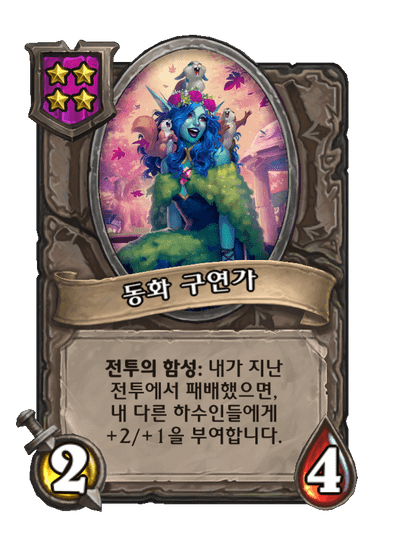 동화 구연가
전투의 함성: 내가 지난
전투에서 패배했으면,
내 다른 하수인들에게
+2/+1을 부여합니다.
2
4